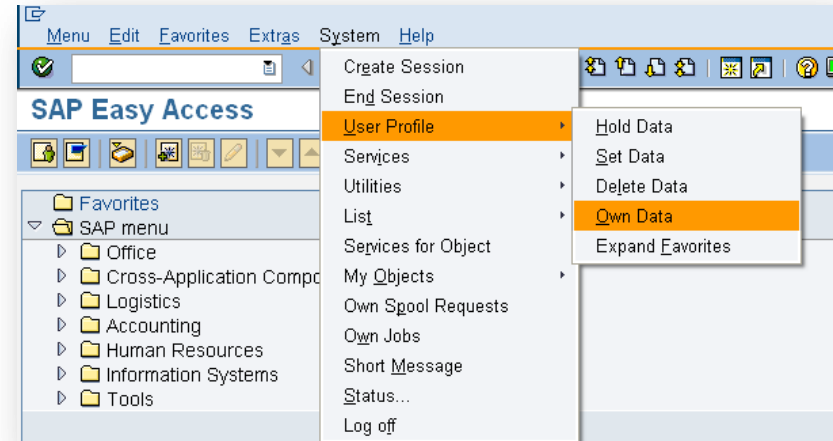 Menu Edit Favorites Extras System Help
SAP Easy Access
Create Session
End Session
User Profile
Services
Utilities
List
Services for Object
My Objects
Own Spool Requests
Own Jobs
Short Message
Status...
Log off
Hold Data
Set Data
Delete Data
Own Data
Expand Favorites
Favorites
SAP menu
Office
Cross-Application Compo
Logistics
Accounting
Human Resources
Information Systems
Tools